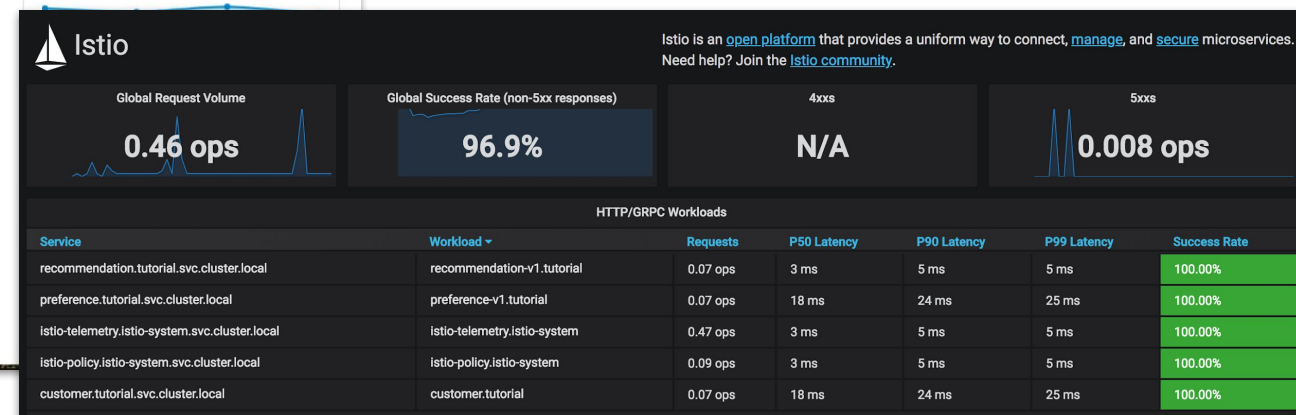 Istio
Istio is an open platform that provides a uniform way to connect, manage, and secure microservices.
Need help? Join the Istio community.
Global Request Volume
0.46 ops
Global Success Rate (non-5xx responses)
96.9%
4xxs
N/A
5xxs
0.008 ops
HTTP/GRPC Workloads
Service Workload Requests P50 Latency P90 Latency P99 Latency Success Rate
recommendation.tutorial.svc.cluster.local recommendation-v1.tutorial 0.07 ops 3 ms 5 ms 5 ms 100.00%
preference.tutorial.svc.cluster.local preference-v1.tutorial 0.07 ops 18 ms 24 ms 25 ms 100.00%
istio-telemetry.istio-system.svc.cluster.local istio-telemetry.istio-system 0.47 ops 3 ms 5 ms 5 ms 100.00%
istio-policy.istio-system.svc.cluster.local istio-policy.istio-system 0.09 ops 3 ms 5 ms 5 ms 100.00%
customer.tutorial.svc.cluster.local customer.tutorial 0.07 ops 18 ms 24 ms 25 ms 100.00%